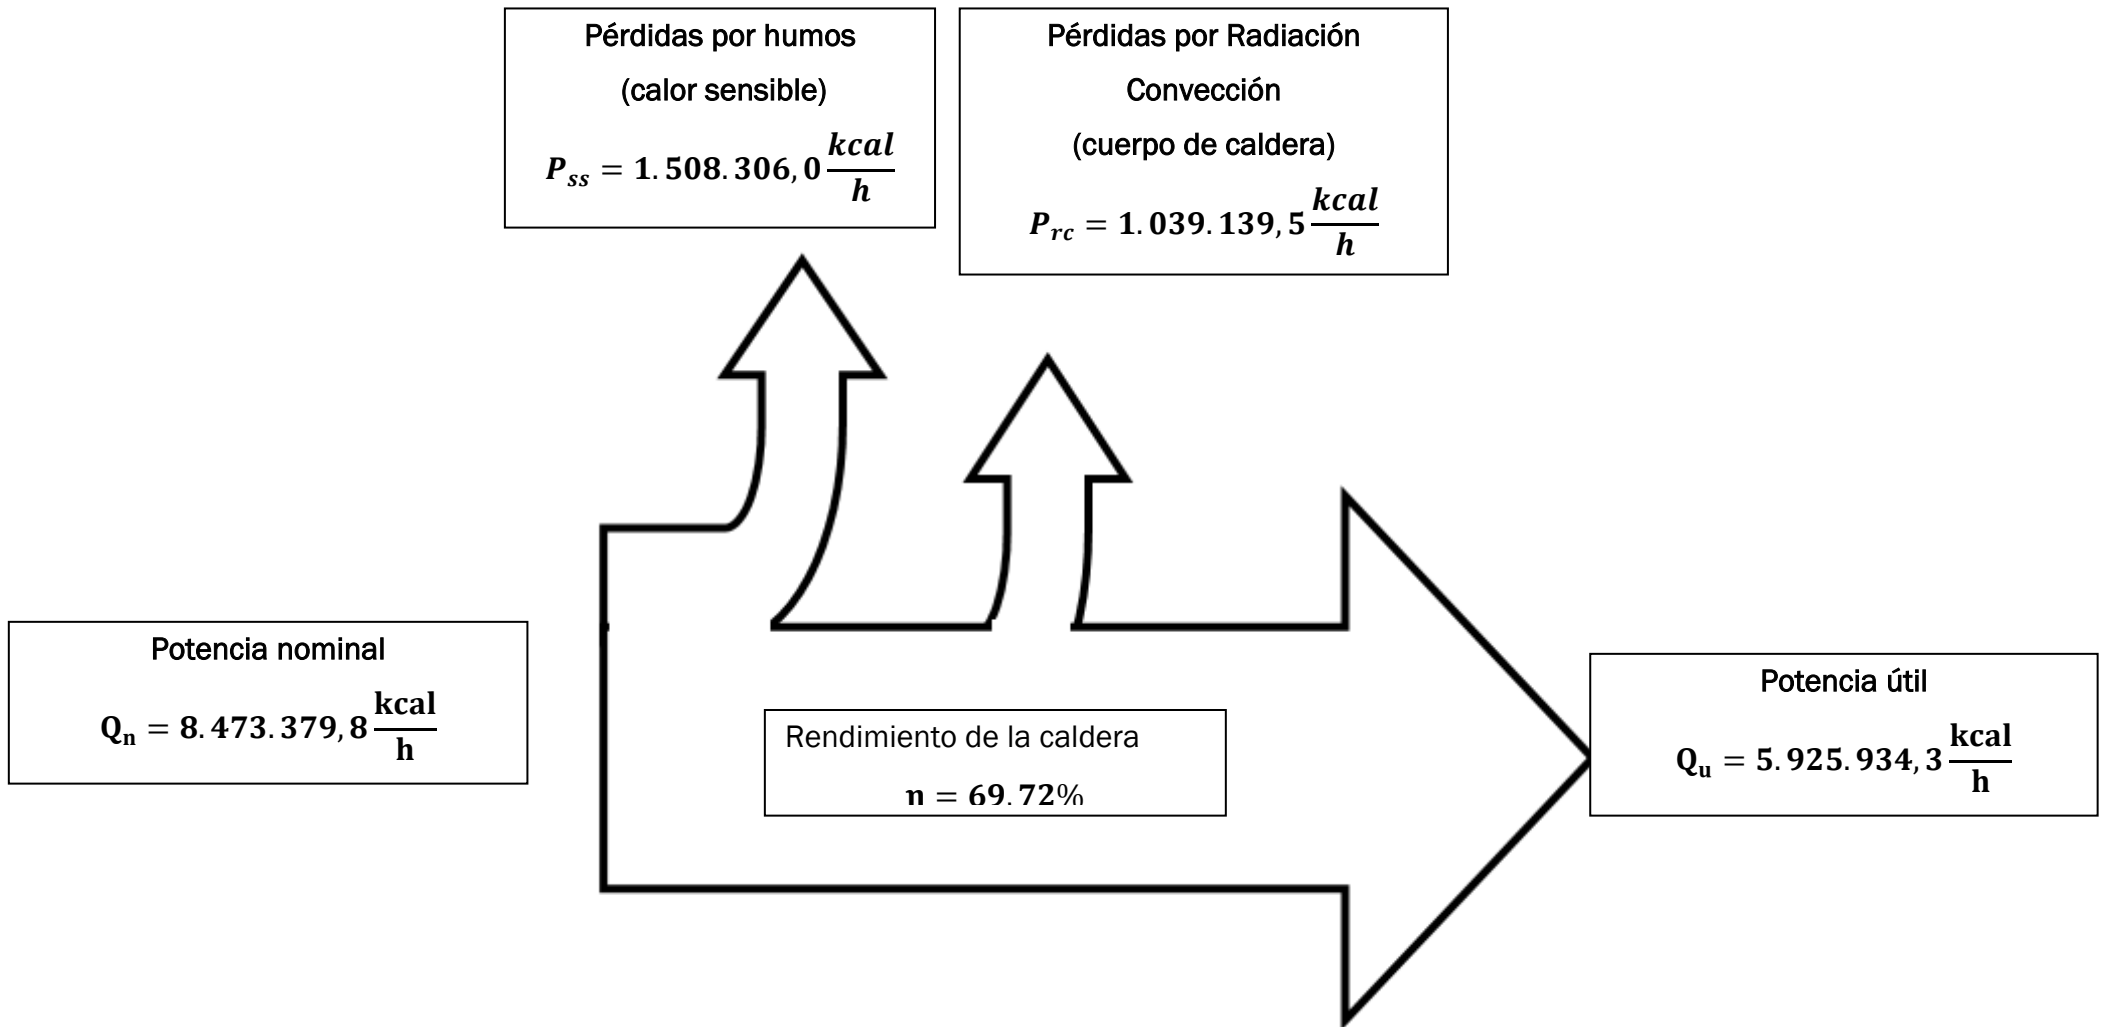 Pérdidas por humos
(calor sensible)
P_ss = 1.508.306,0 kcal/h
Pérdidas por Radiación
Convección
(cuerpo de caldera)
P_rc = 1.039.139,5 kcal/h
Potencia nominal
Q_n = 8.473.379,8 kcal/h
Rendimiento de la caldera
n = 69.72%
Potencia útil
Q_u = 5.925.934,3 kcal/h